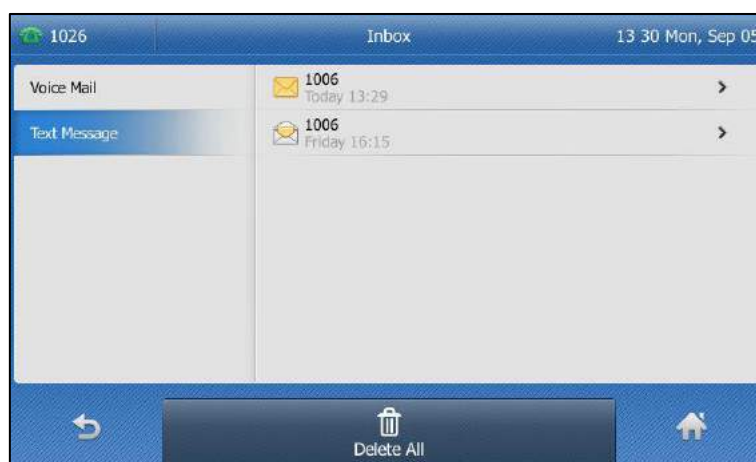 1026
Inbox
13 30 Mon, Sep 05
Voice Mail
1006
Today 13:29
Text Message
1006
Friday 16:15
Delete All